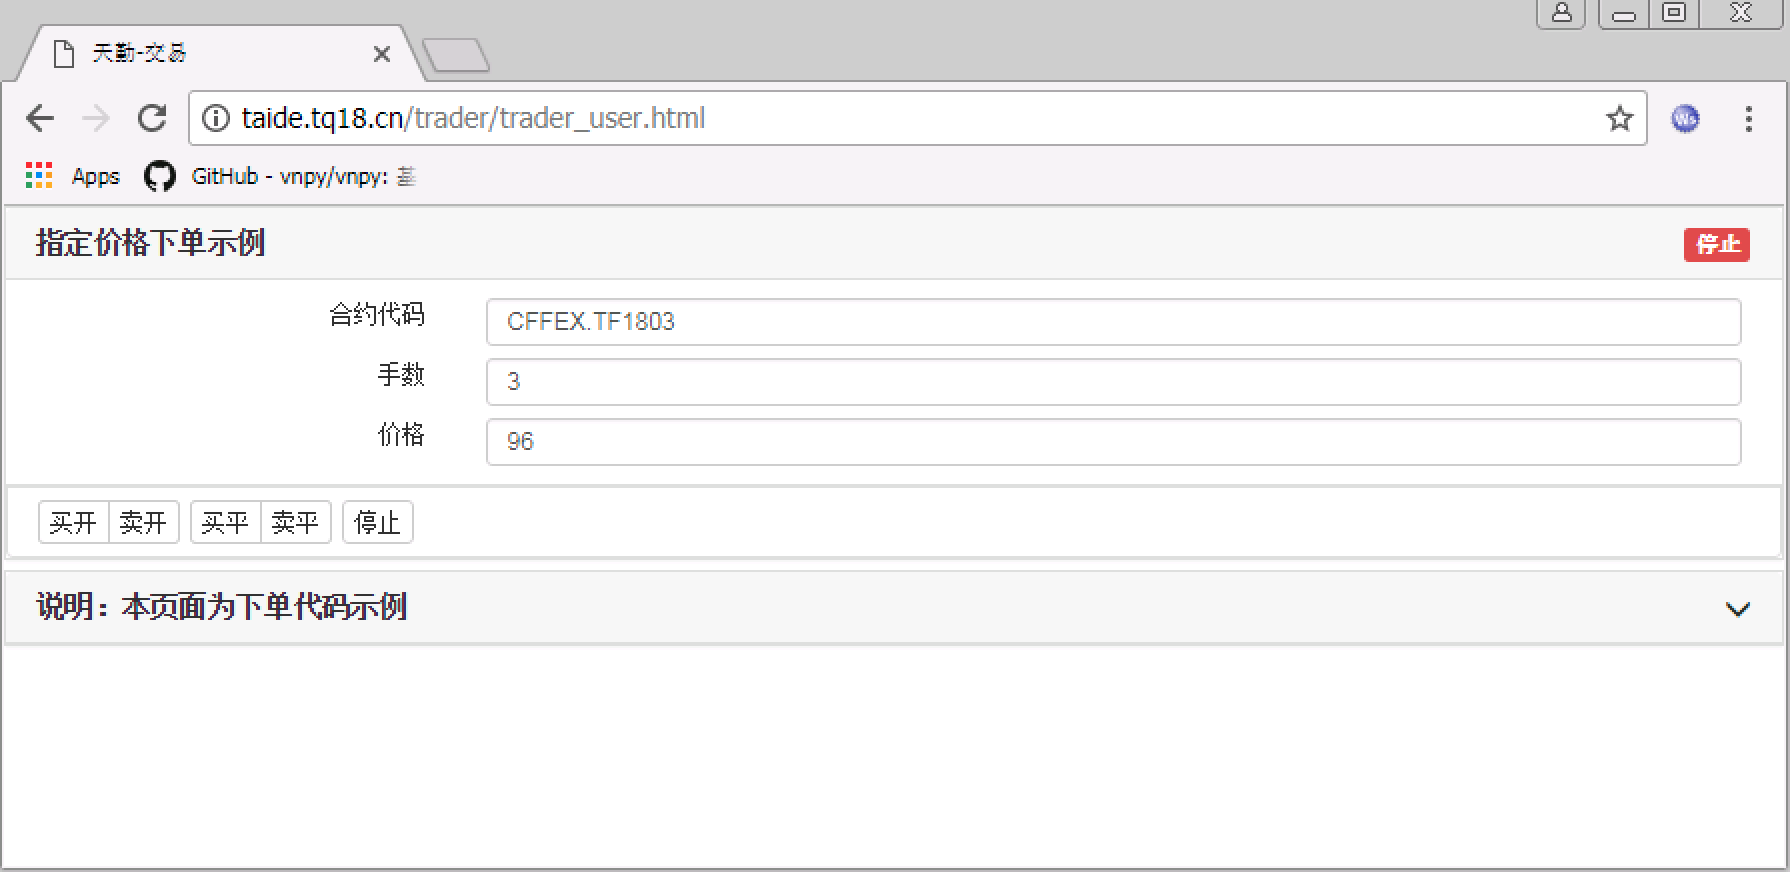 天勤-交易
taide.tq18.cn/trader/trader_user.html
Apps GitHub - vnpy/vnpy: 基
指定价格下单示例 停止
合约代码 CFFEX.TF1803
手数 3
价格 96
买开 卖开 买平 卖平 停止
说明：本页面为下单代码示例